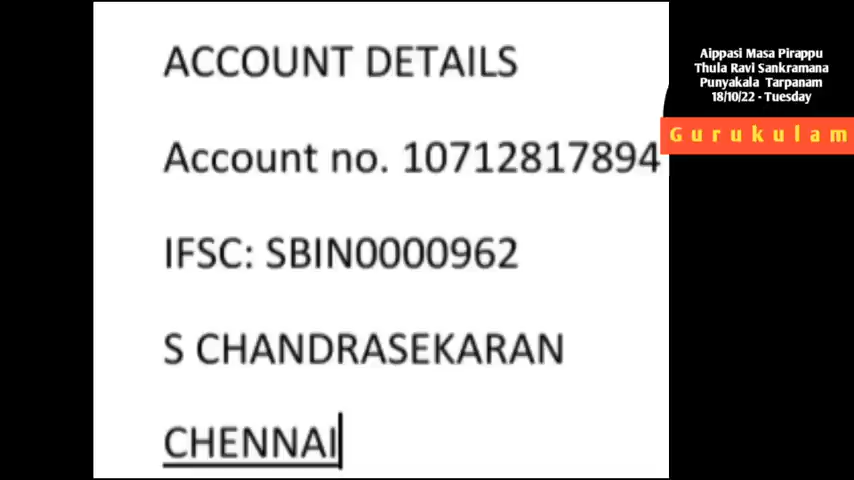 ACCOUNT DETAILS
Account no. 10712817894
IFSC: SBIN0000962
S CHANDRASEKARAN
CHENNAI
Aippasi Masa Pirappu
Thula Ravi Sankramana
Punyakala Tarpanam
18/10/22 - Tuesday
Gurukulam